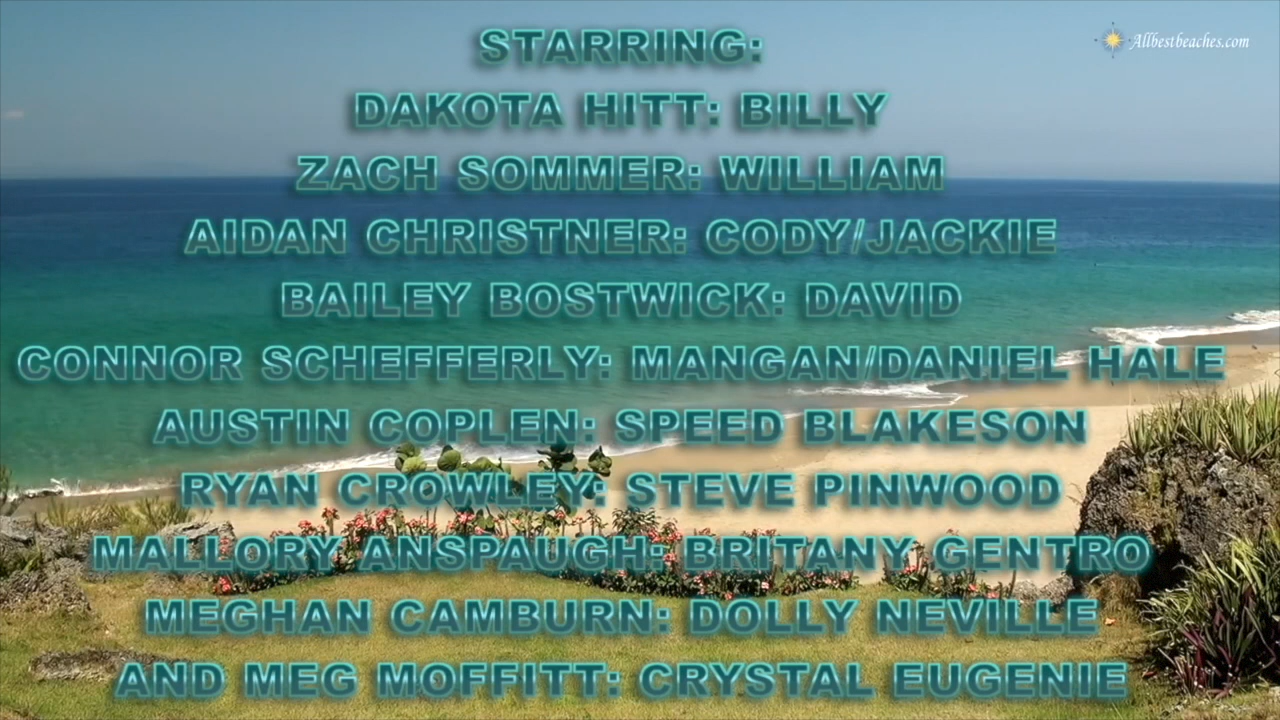 Allbestbeaches.com
STARRING:
DAKOTA HITT: BILLY
ZACH SOMMER: WILLIAM
AIDAN CHRISTNER: CODY/JACKIE
BAILEY BOSTWICK: DAVID
CONNOR SCHEFFERLY: MANGAN/DANIEL HALE
AUSTIN COPLEN: SPEED BLAKESON
RYAN CROWLEY: STEVE PINWOOD
MALLORY ANSPAUGH: BRITANY GENTRO
MEGHAN CAMBURN: DOLLY NEVILLE
AND MEG MOFFITT: CRYSTAL EUGENIE